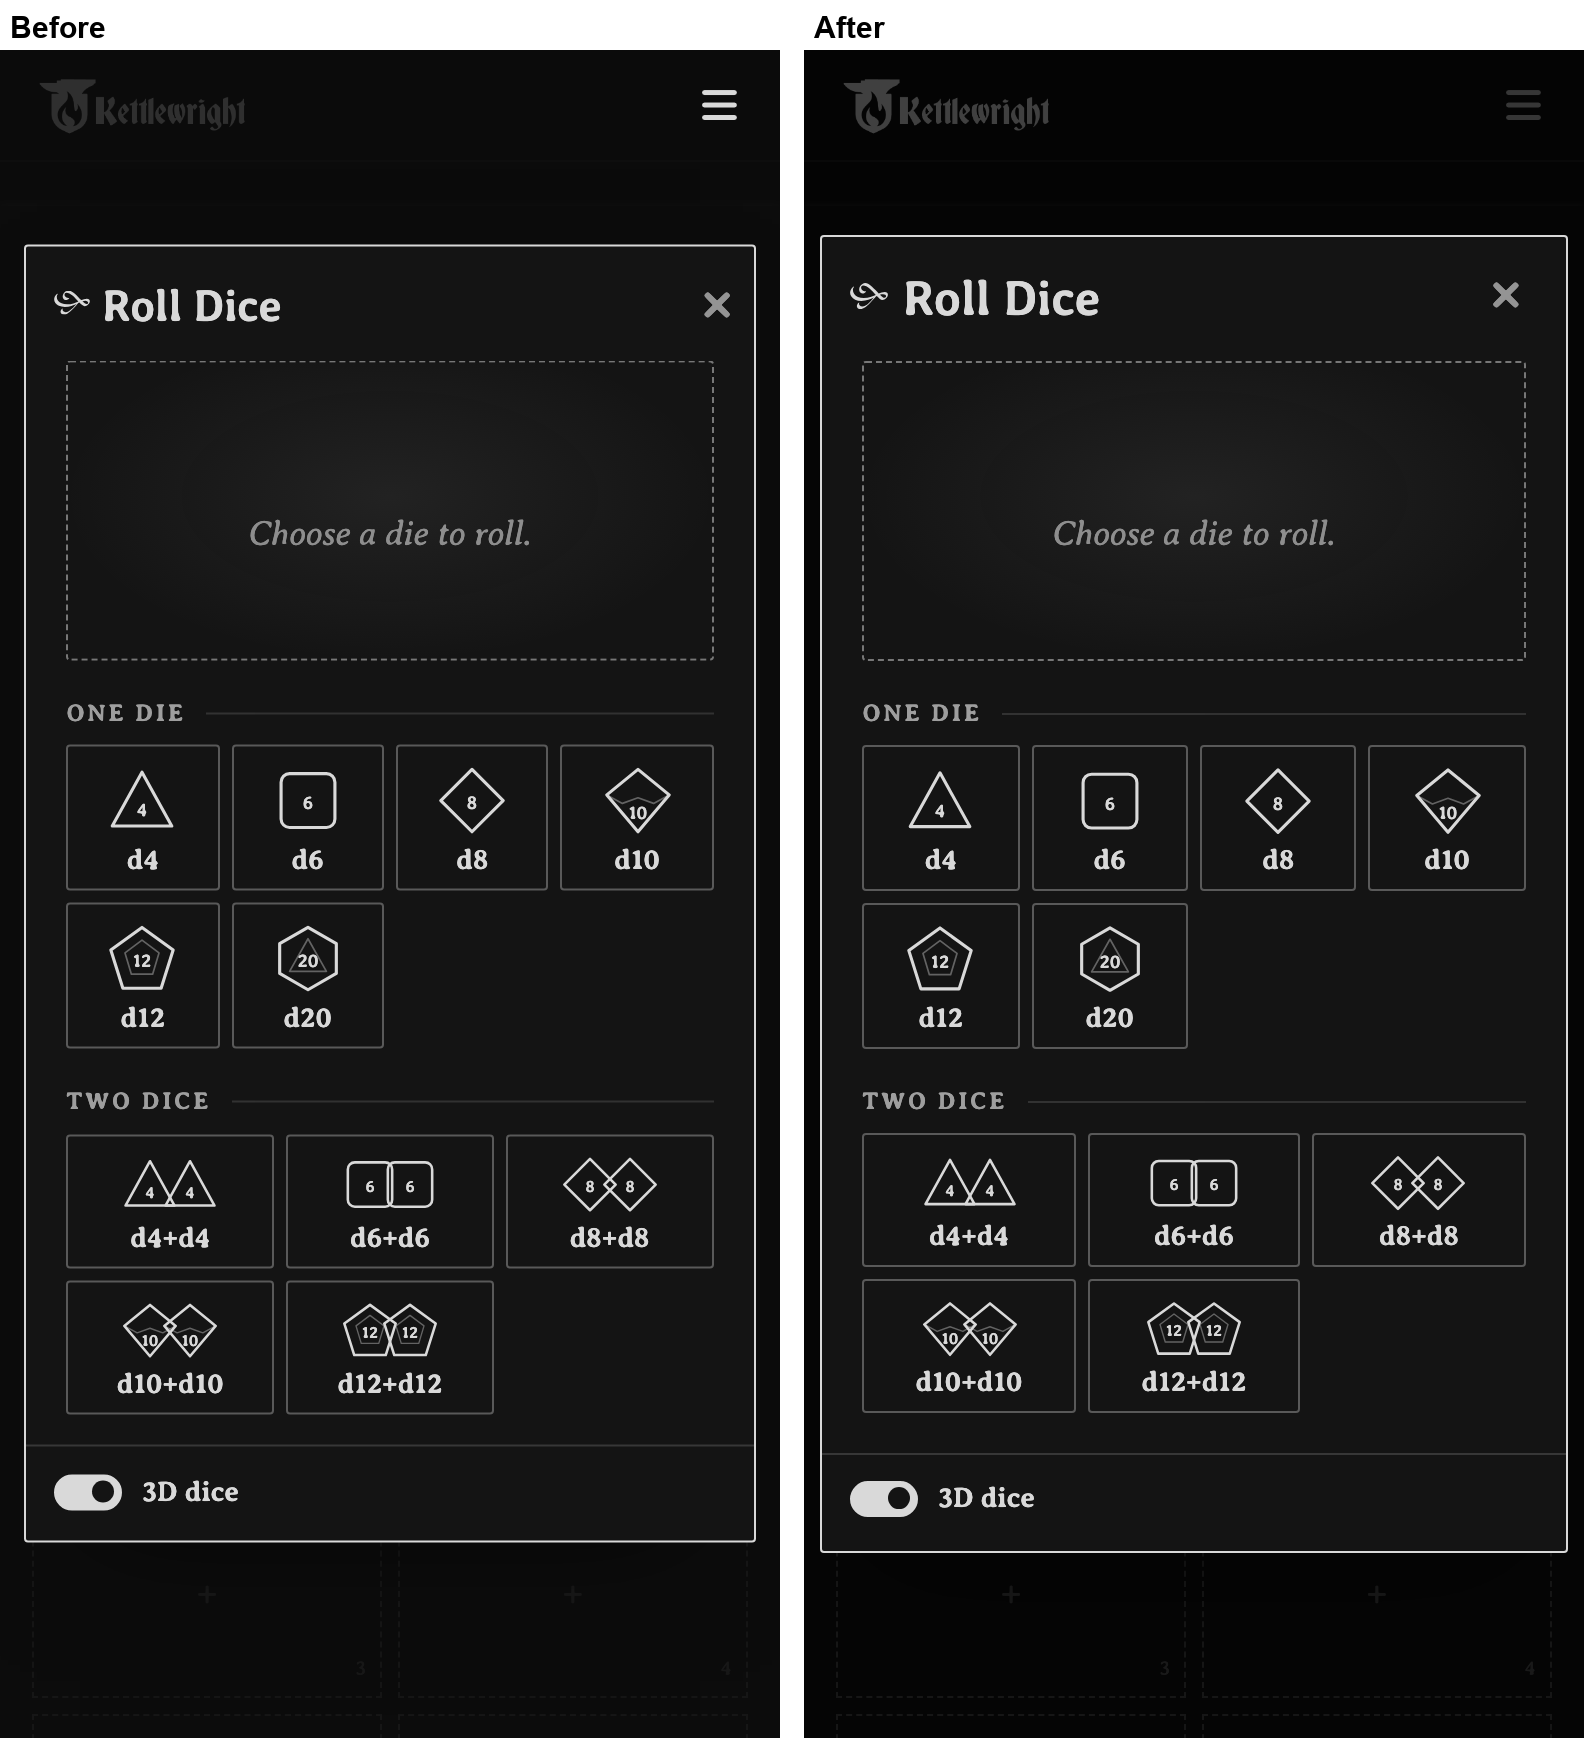 Before
Kettlewright
Roll Dice
Choose a die to roll.
ONE DIE
4 6 8 10
d4 d6 d8 d10
12 20
d12 d20
TWO DICE
4 4 6 6 8 8
d4+d4 d6+d6 d8+d8
10 10 12 12
d10+d10 d12+d12
3D dice
+ +
3 4
After
Kettlewright
Roll Dice
Choose a die to roll.
ONE DIE
4 6 8 10
d4 d6 d8 d10
12 20
d12 d20
TWO DICE
4 4 6 6 8 8
d4+d4 d6+d6 d8+d8
10 10 12 12
d10+d10 d12+d12
3D dice
+ +
3 4